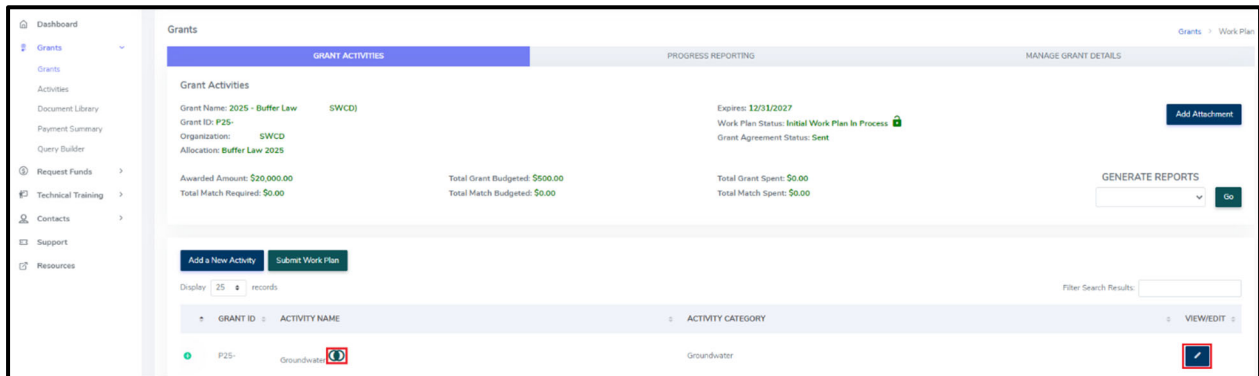 Dashboard
Grants
Grants
Activities
Document Library
Payment Summary
Query Builder
Request Funds
Technical Training
Contacts
Support
Resources
Grants
Grants > Work Plan
GRANT ACTIVITIES
PROGRESS REPORTING
MANAGE GRANT DETAILS
Grant Activities
Grant Name: 2025 - Buffer Law SWCD)
Grant ID: P25-
Organization: SWCD
Allocation: Buffer Law 2025
Expires: 12/31/2027
Work Plan Status: Initial Work Plan In Process
Grant Agreement Status: Sent
Add Attachment
Awarded Amount: $20,000.00
Total Match Required: $0.00
Total Grant Budgeted: $500.00
Total Match Budgeted: $0.00
Total Grant Spent: $0.00
Total Match Spent: $0.00
GENERATE REPORTS
Go
Add a New Activity
Submit Work Plan
Display 25 records
Filter Search Results:
GRANT ID
ACTIVITY NAME
ACTIVITY CATEGORY
VIEW/EDIT
P25-
Groundwater
Groundwater